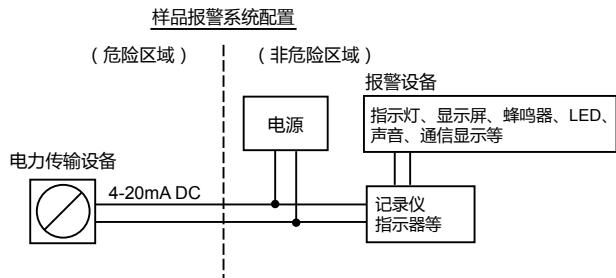 样品报警系统配置
（危险区域）
（非危险区域）
报警设备
指示灯、显示屏、蜂鸣器、LED、
声音、通信显示等
电源
电力传输设备
4-20mA DC
记录仪
指示器等